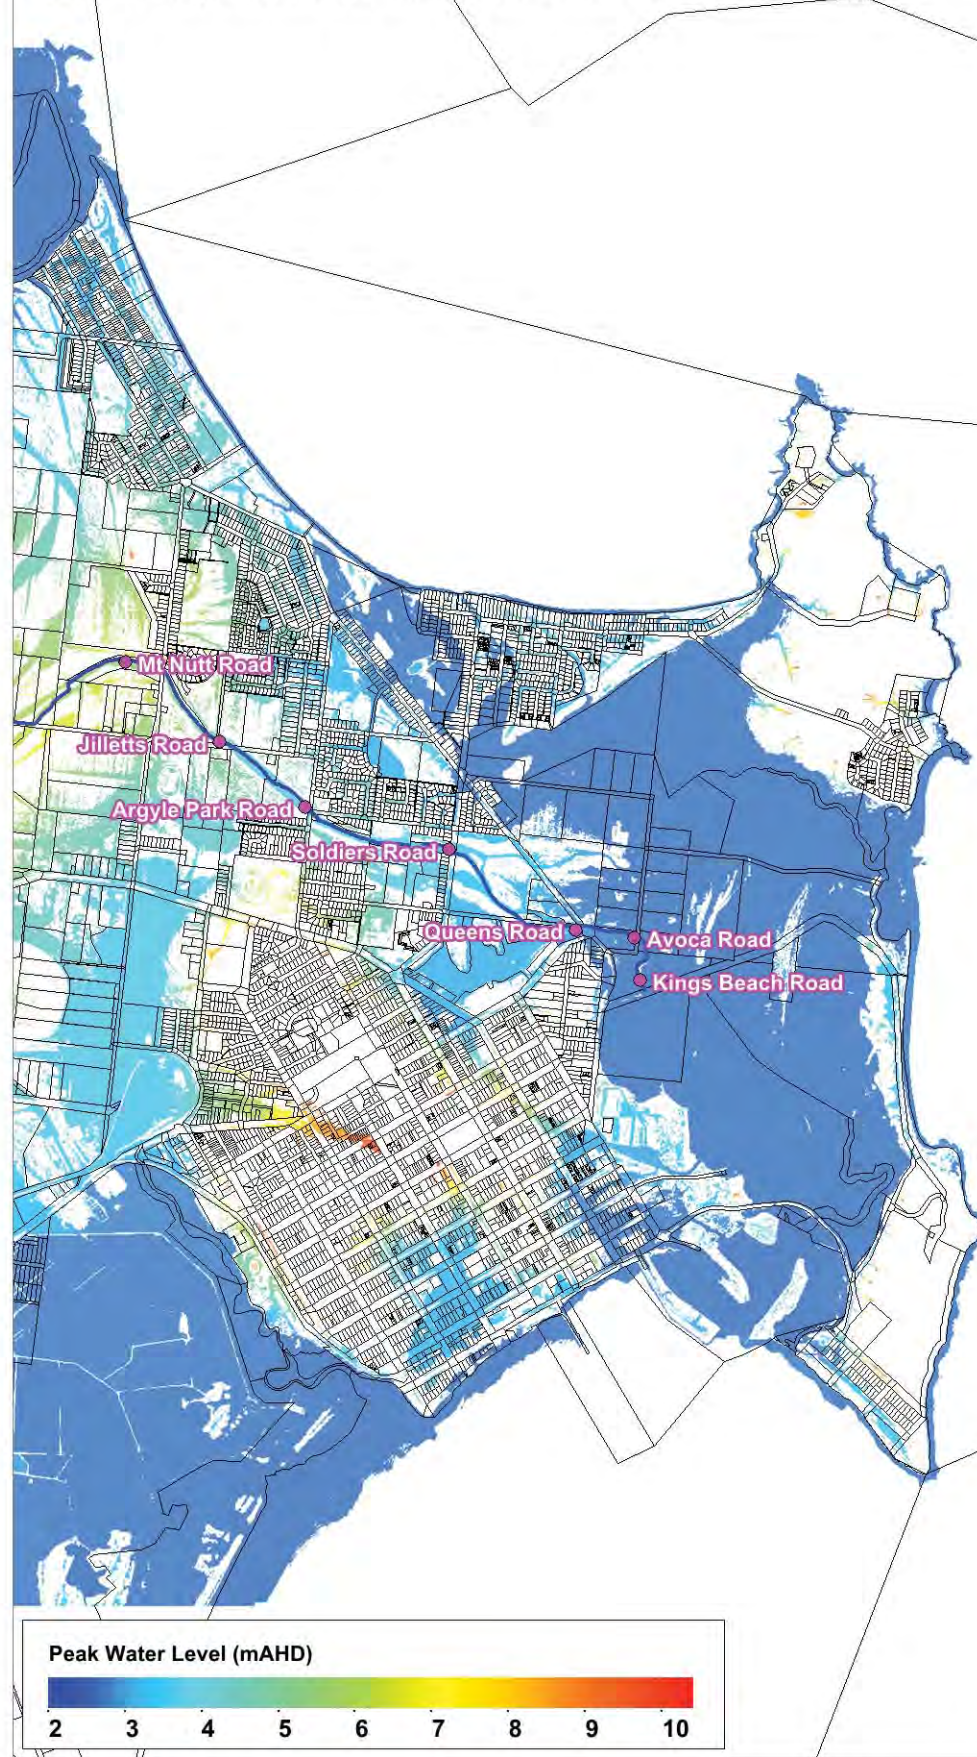 Mt Nutt Road
Jilletts Road
Argyle Park Road
Soldiers Road
Queens Road
Avoca Road
Kings Beach Road
Peak Water Level (mAHD)
2 3 4 5 6 7 8 9 10